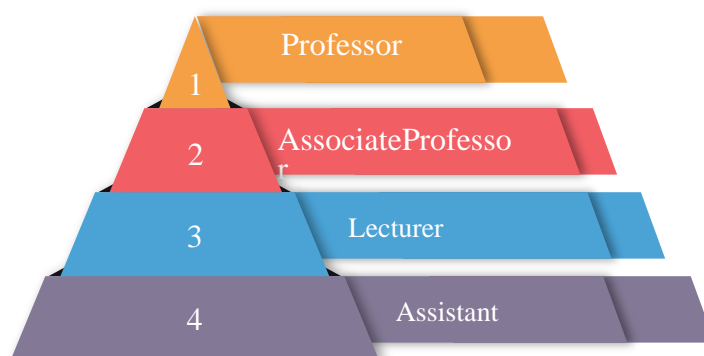 1
Professor
2
AssociateProfesso
r
3
Lecturer
4
Assistant